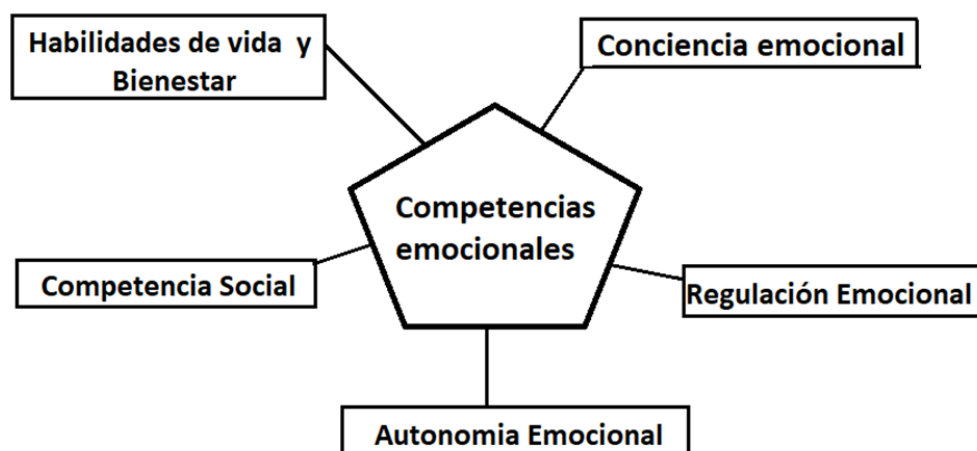 Habilidades de vida y
Bienestar
Conciencia emocional
Competencias
emocionales
Competencia Social
Regulación Emocional
Autonomia Emocional